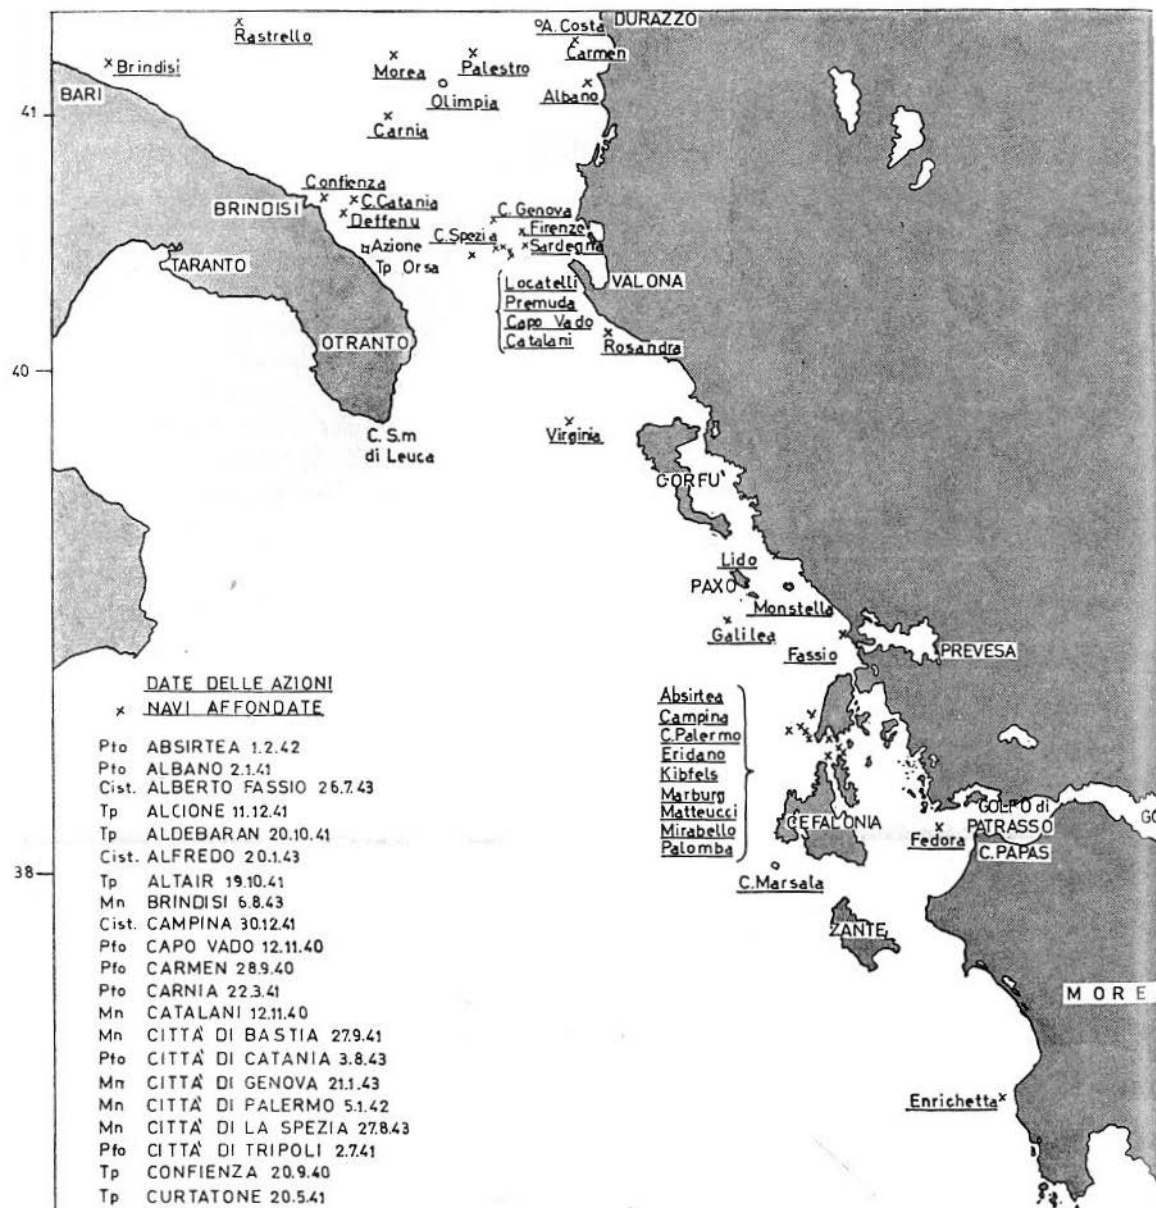 Rastrello
A. Costa
DURAZZO
Carmen
Brindisi
Morea
Palestro
BARI
Olimpia
Albano
41
Carnia
Confienza
C. Catania
C. Genova
BRINDISI
Deffenu
Firenze
C. Spezia
Azione
Tp Orsa
Sardegna
TARANTO
VALONA
Locatelli
Premuda
Capo Vado
Catalani
OTRANTO
Rosandra
40
C. S.m
di Leuca
Virginia
CORFU'
Lido
PAXO
Monstella
Galilea
Fassio
PREVESA
DATE DELLE AZIONI
x NAVI AFFONDATE
Absirtea
Campina
C.Palermo
Eridano
Kibfels
Marburg
Matteucci
Mirabello
Palomba
CEFALONIA
GOLFO di
PATRASSO
GO
Fedora
C. PAPAS
38
C. Marsala
ZANTE
MORE
Enrichetta
Pfo ABSIRTEA 1.2.42
Pfo ALBANO 2.1.41
Cist. ALBERTO FASSIO 26.7.43
Tp ALCIONE 11.12.41
Tp ALDEBARAN 20.10.41
Cist. ALFREDO 20.1.43
Tp ALTAIR 19.10.41
Mn BRINDISI 6.8.43
Cist. CAMPINA 30.12.41
Pfo CAPO VADO 12.11.40
Pfo CARMEN 28.9.40
Pfo CARNIA 22.3.41
Mn CATALANI 12.11.40
Mn CITTA' DI BASTIA 27.9.41
Pfo CITTA' DI CATANIA 3.8.43
Mn CITTA' DI GENOVA 21.1.43
Mn CITTA' DI PALERMO 5.1.42
Mn CITTA' DI LA SPEZIA 27.8.43
Pfo CITTA' DI TRIPOLI 2.7.41
Tp CONFIENZA 20.9.40
Tp CURTATONE 20.5.41